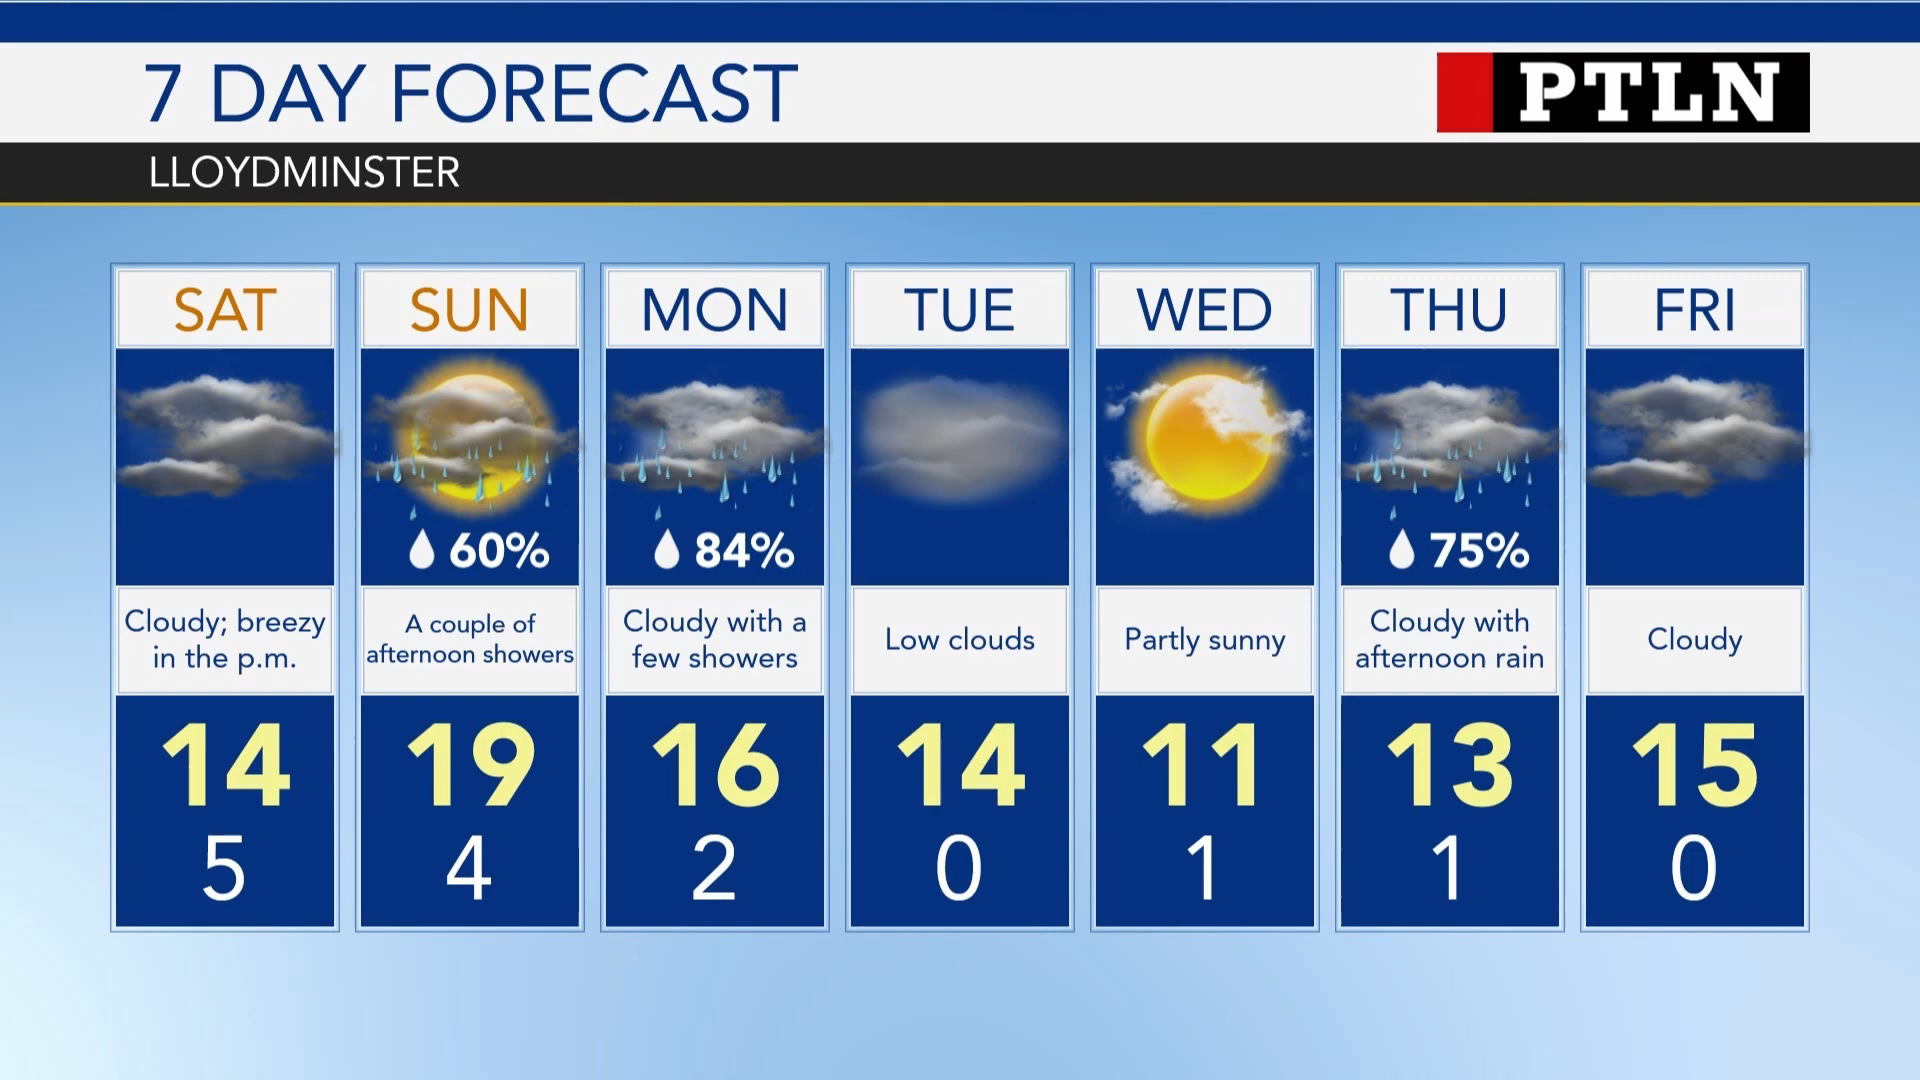 7 DAY FORECAST
PTLN
LLOYDMINSTER
SAT
Cloudy; breezy
in the p.m.
14
5
SUN
60%
A couple of
afternoon showers
19
4
MON
84%
Cloudy with a
few showers
16
2
TUE
Low clouds
14
0
WED
Partly sunny
11
1
THU
75%
Cloudy with
afternoon rain
13
1
FRI
Cloudy
15
0